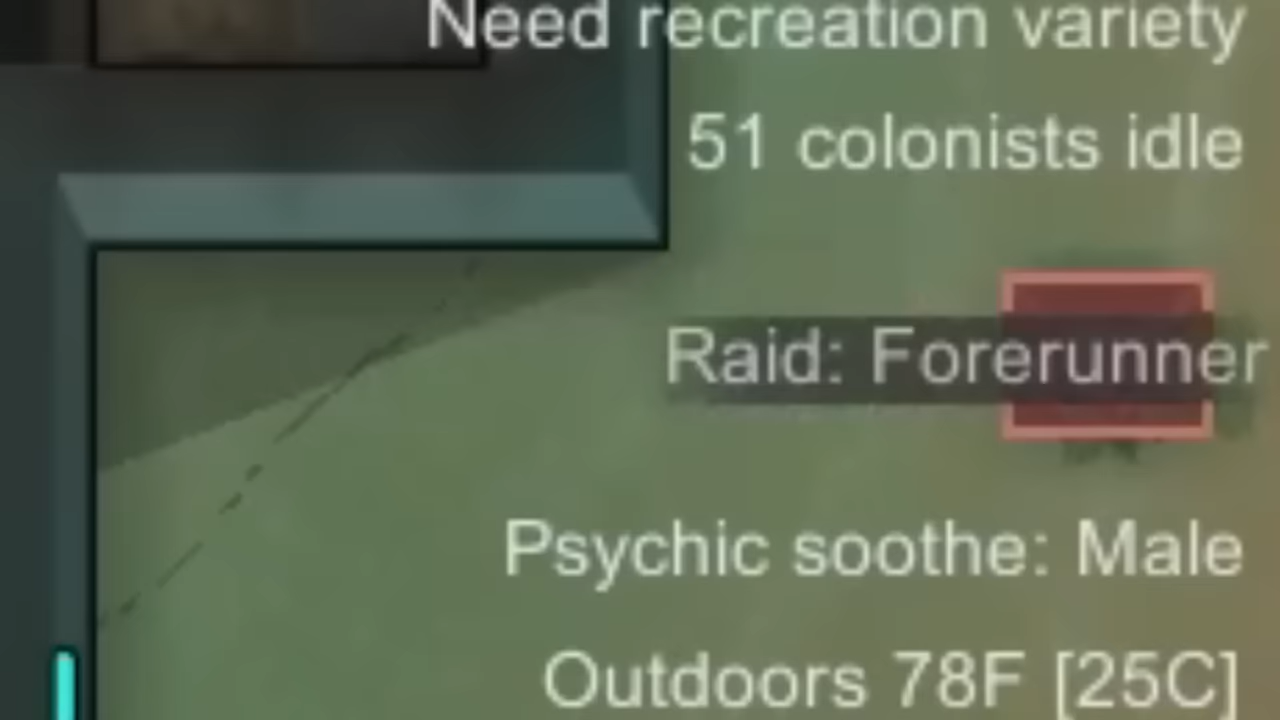 Need recreation variety
51 colonists idle
Raid: Forerunner
Psychic soothe: Male
Outdoors 78F [25C]